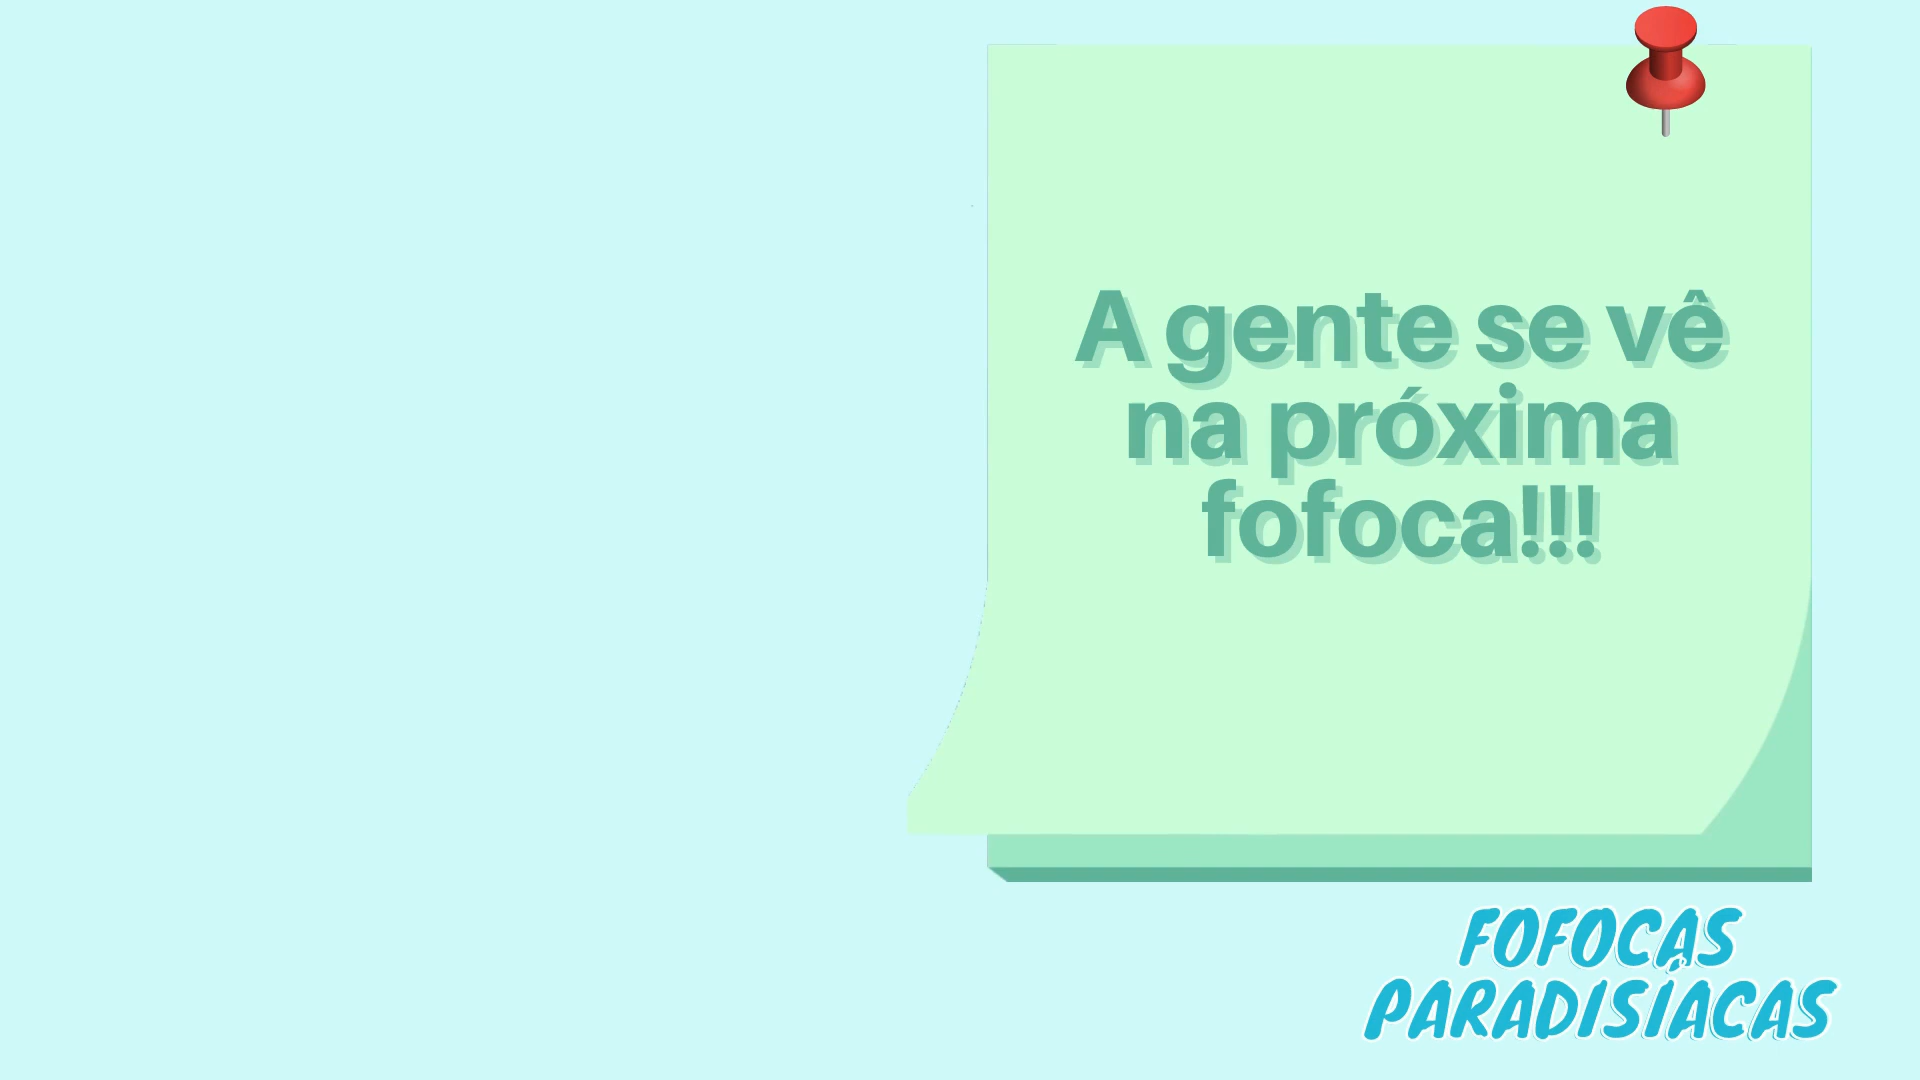 A gente se vê
na próxima
fofoca!!!
FOFOCAS
PARADISÍACAS